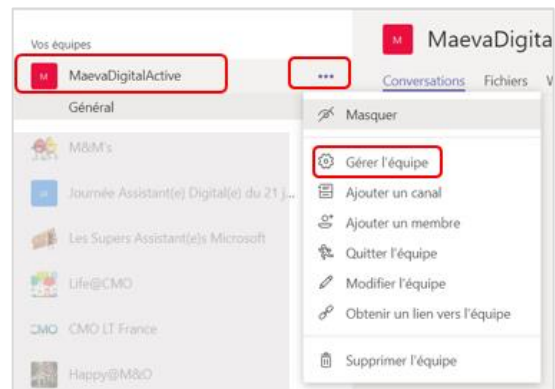 Vos équipes
M MaevaDigitalActive
Général
M&M's
Journée Assistant(e) Digital(e) du 21 j...
Les Supers Assistant(e)s Microsoft
Life@CMO
CMO CMO LT France
Happy@M&O
M MaevaDigita
Conversations Fichiers W
Masquer
Gérer l'équipe
Ajouter un canal
Ajouter un membre
Quitter l'équipe
Modifier l'équipe
Obtenir un lien vers l'équipe
Supprimer l'équipe